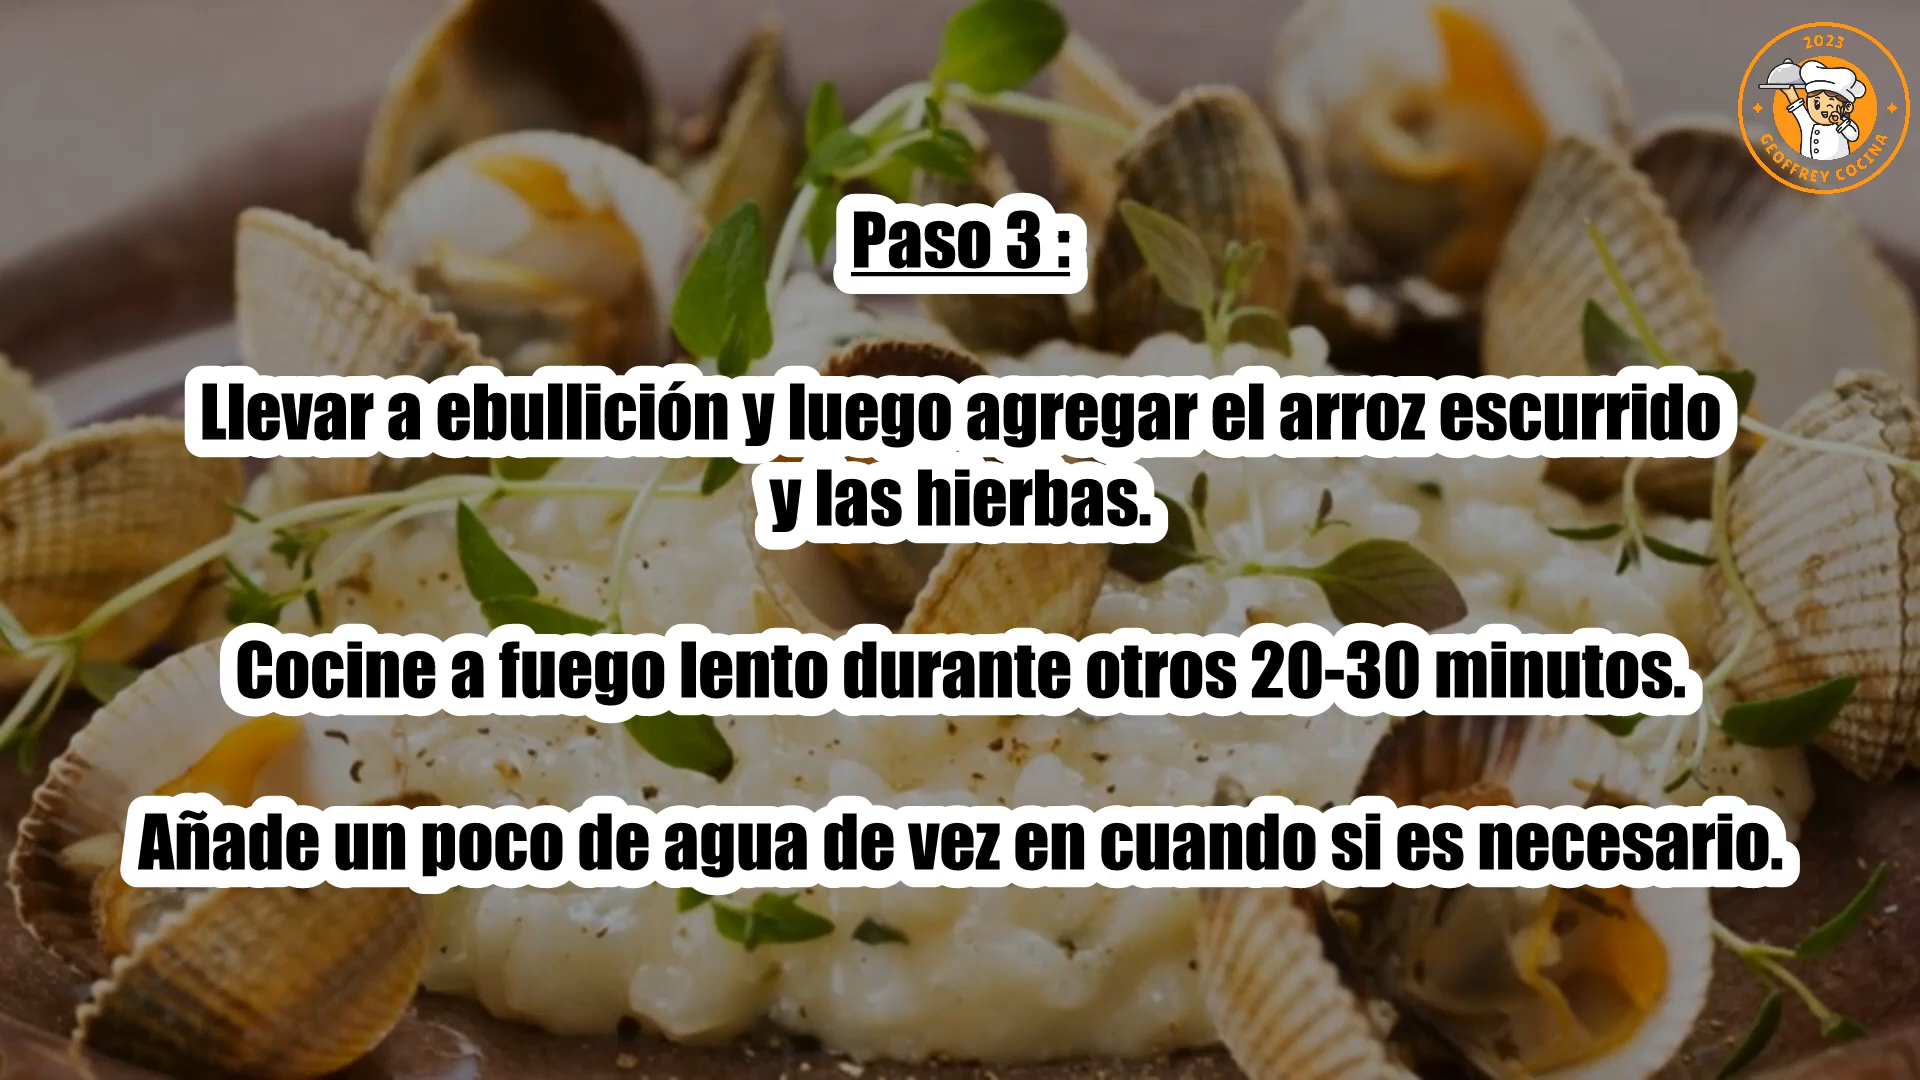 2023
GEOFFREY COCINA
Paso 3 :
Llevar a ebullición y luego agregar el arroz escurrido
y las hierbas.
Cocine a fuego lento durante otros 20-30 minutos.
Añade un poco de agua de vez en cuando si es necesario.